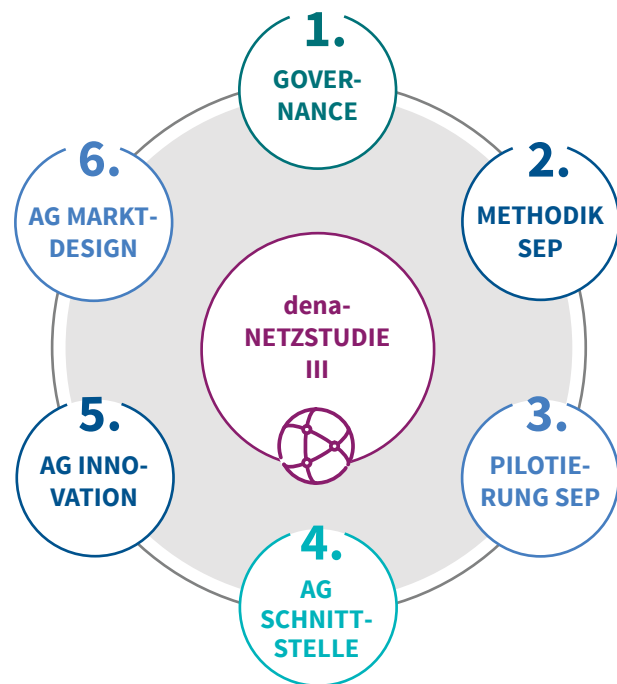 1.
GOVER-
NANCE
2.
METHODIK
SEP
3.
PILOTIE-
RUNG SEP
4.
AG
SCHNITT-
STELLE
5.
AG INNO-
VATION
6.
AG MARKT-
DESIGN
dena-
NETZSTUDIE
III